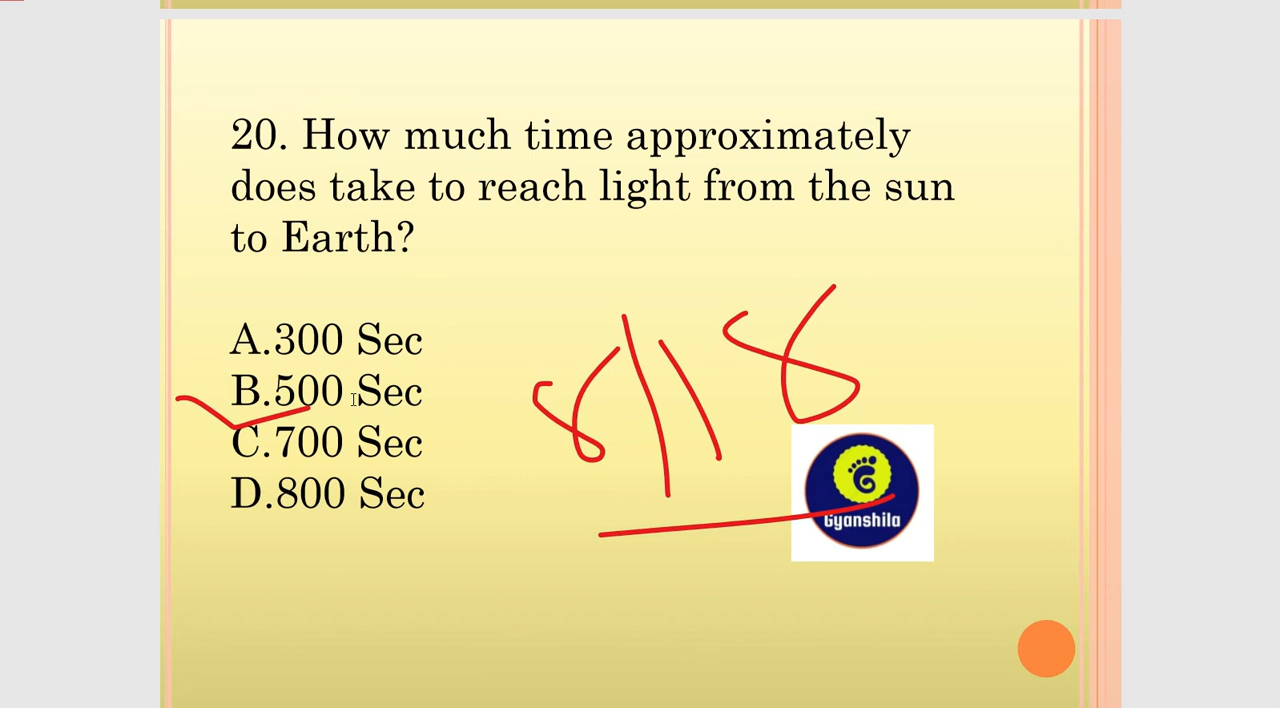 20. How much time approximately
does take to reach light from the sun
to Earth?
A.300 Sec
B.500 Sec
C.700 Sec
D.800 Sec
Gyanshila